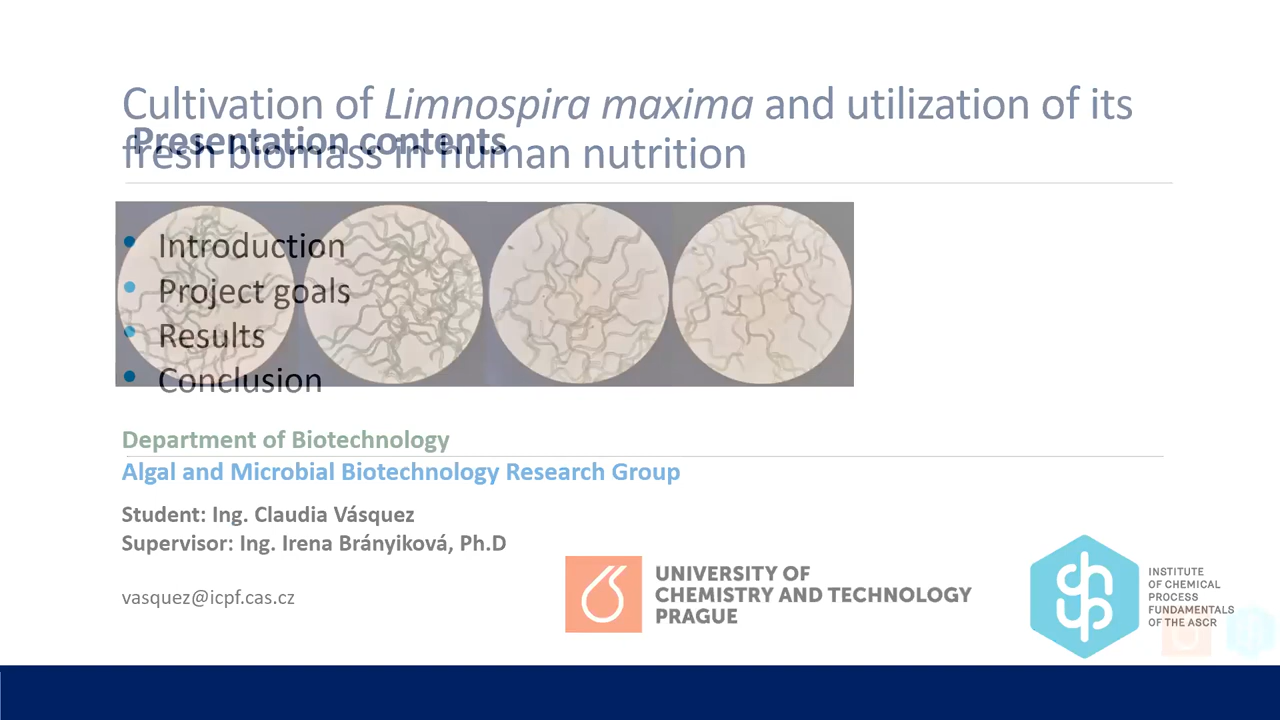 Cultivation of Limnospira maxima and utilization of its
fresh biomass in human nutrition
Presentation contents
Introduction
Project goals
Results
Conclusion
Department of Biotechnology
Algal and Microbial Biotechnology Research Group
Student: Ing. Claudia Vásquez
Supervisor: Ing. Irena Brányiková, Ph.D
vasquez@icpf.cas.cz
UNIVERSITY OF
CHEMISTRY AND TECHNOLOGY
PRAGUE
INSTITUTE
OF CHEMICAL
PROCESS
FUNDAMENTALS
OF THE ASCR